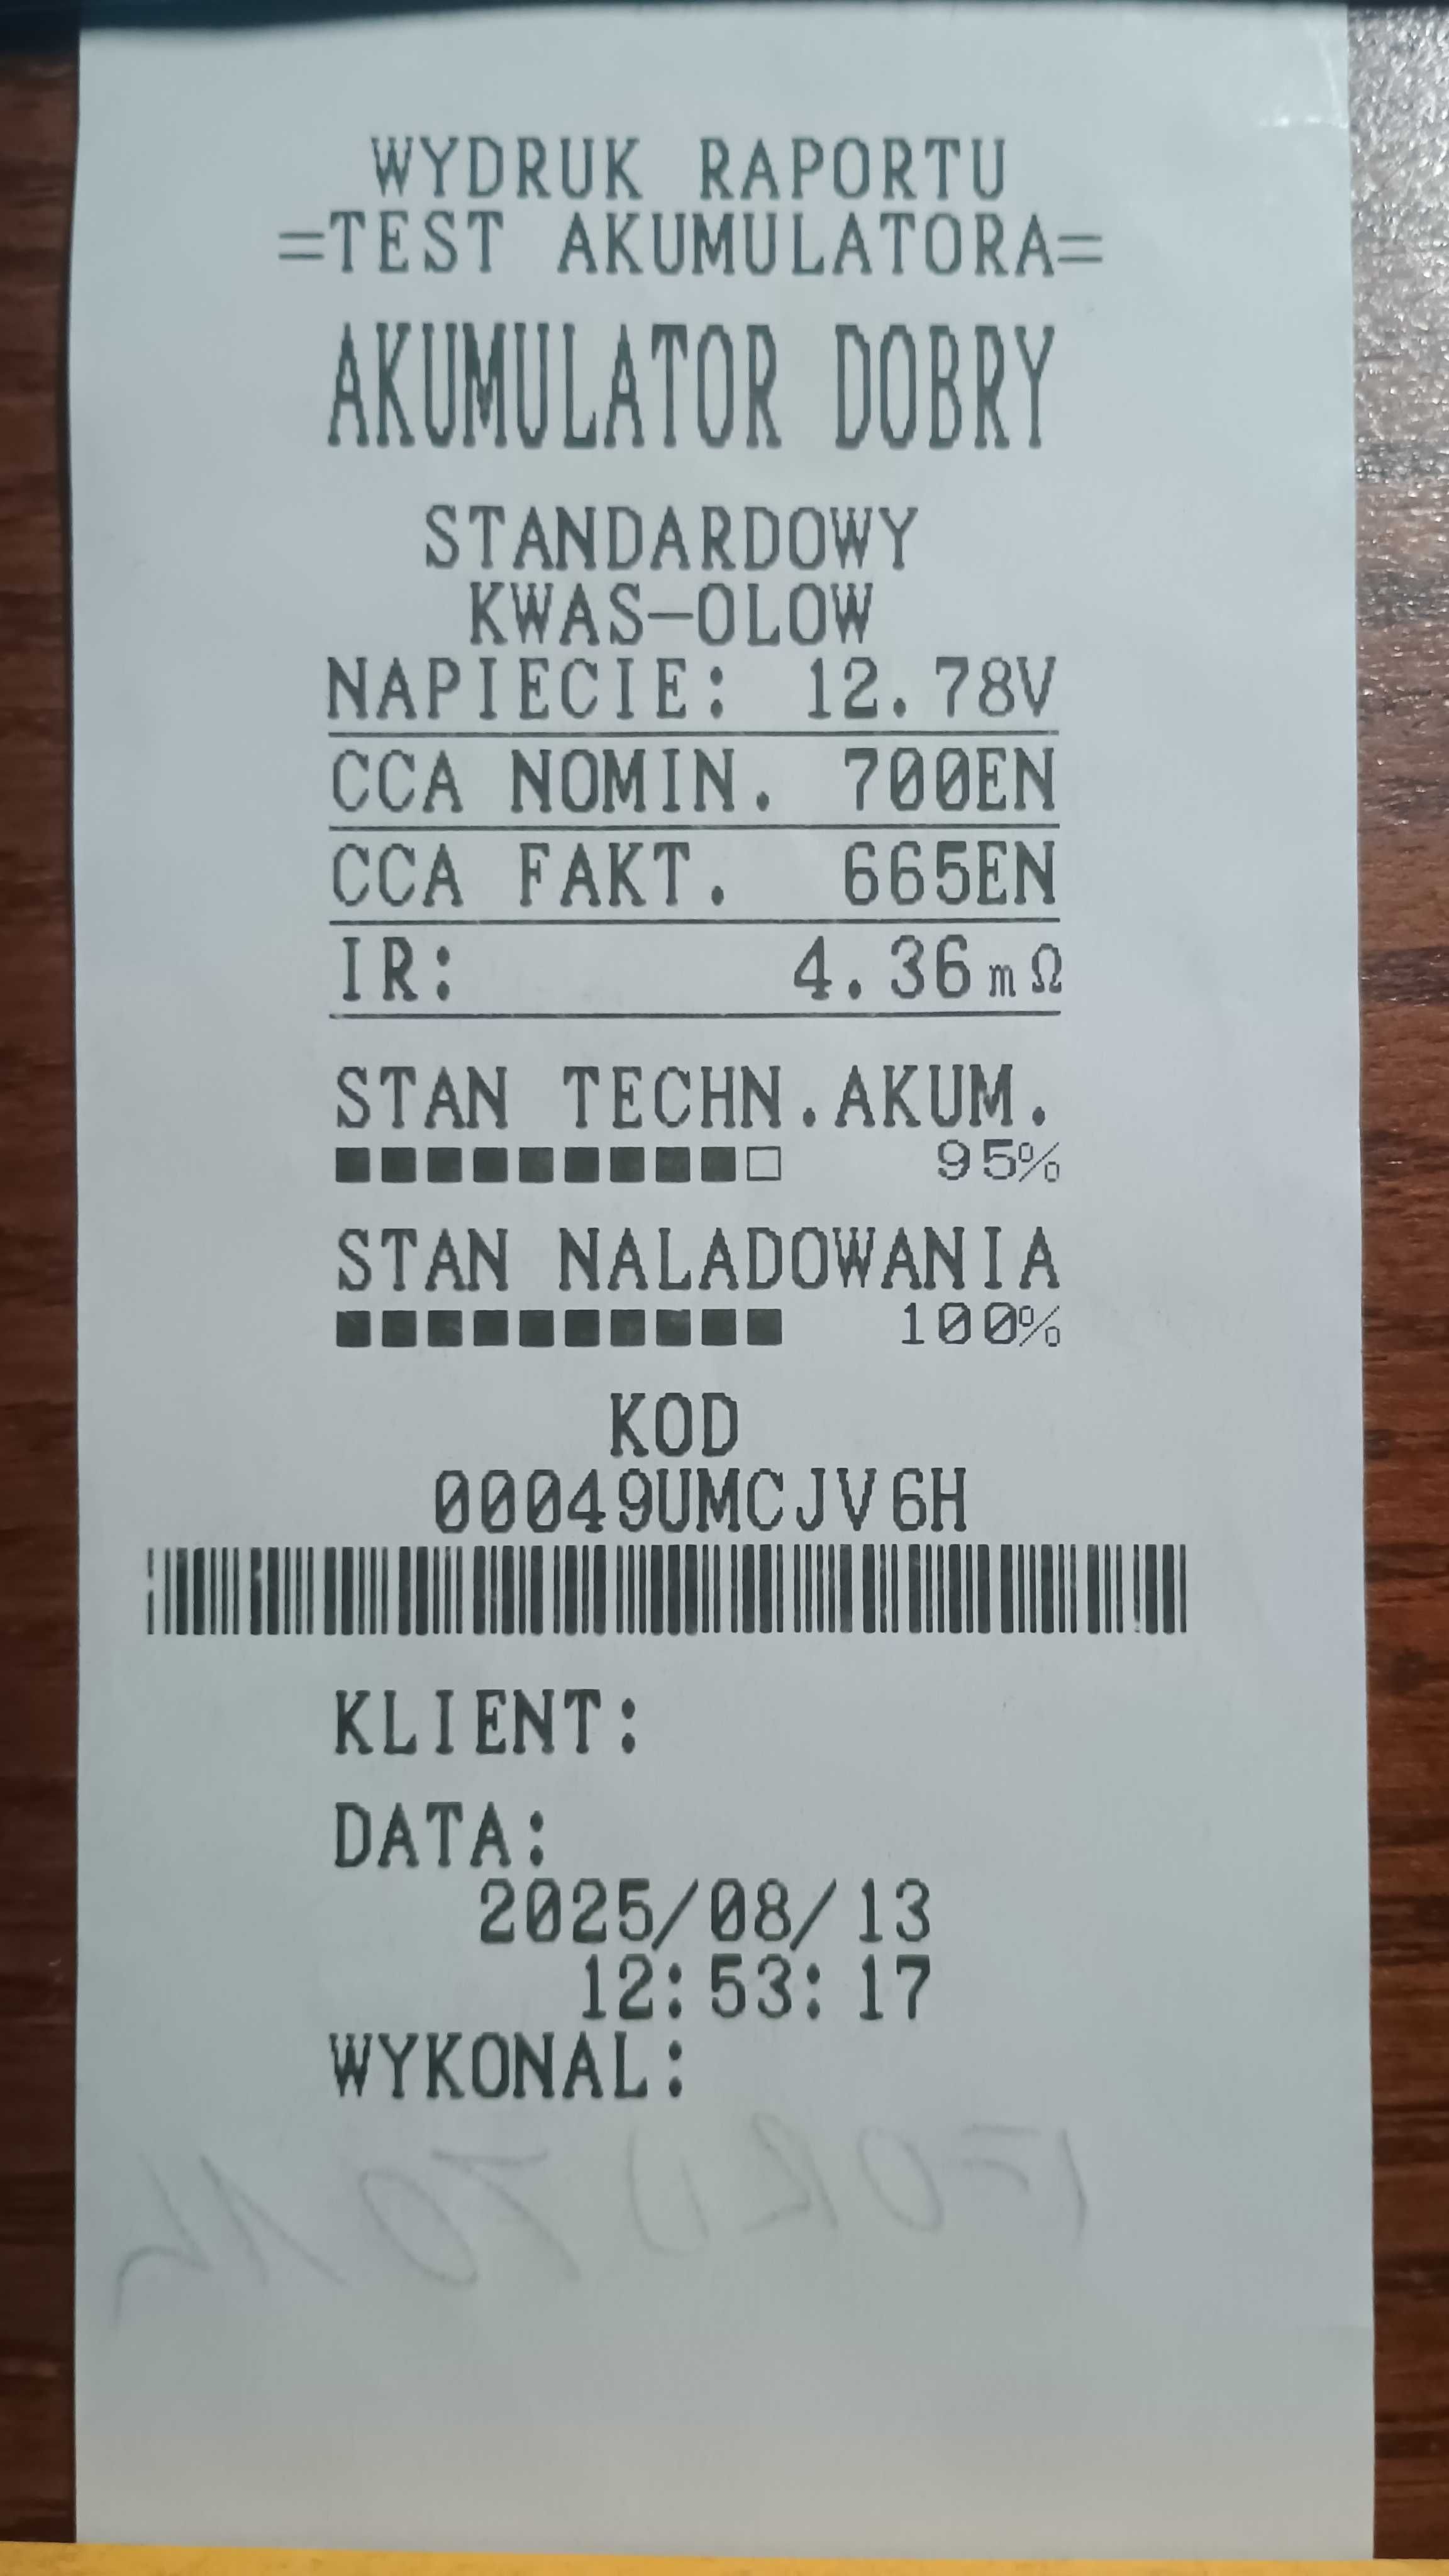 WYDRUK RAPORTU
=TEST AKUMULATORA=
AKUMULATOR DOBRY
STANDARDOWY
KWAS-OLOW
NAPIECIE: 12.78V
CCA NOMIN. 700EN
CCA FAKT. 665EN
IR: 4.36mΩ
STAN TECHN.AKUM.
95%
STAN NALADOWANIA
100%
KOD
00049UMCJV6H
KLIENT:
DATA:
2025/08/13
12:53:17
WYKONAL: